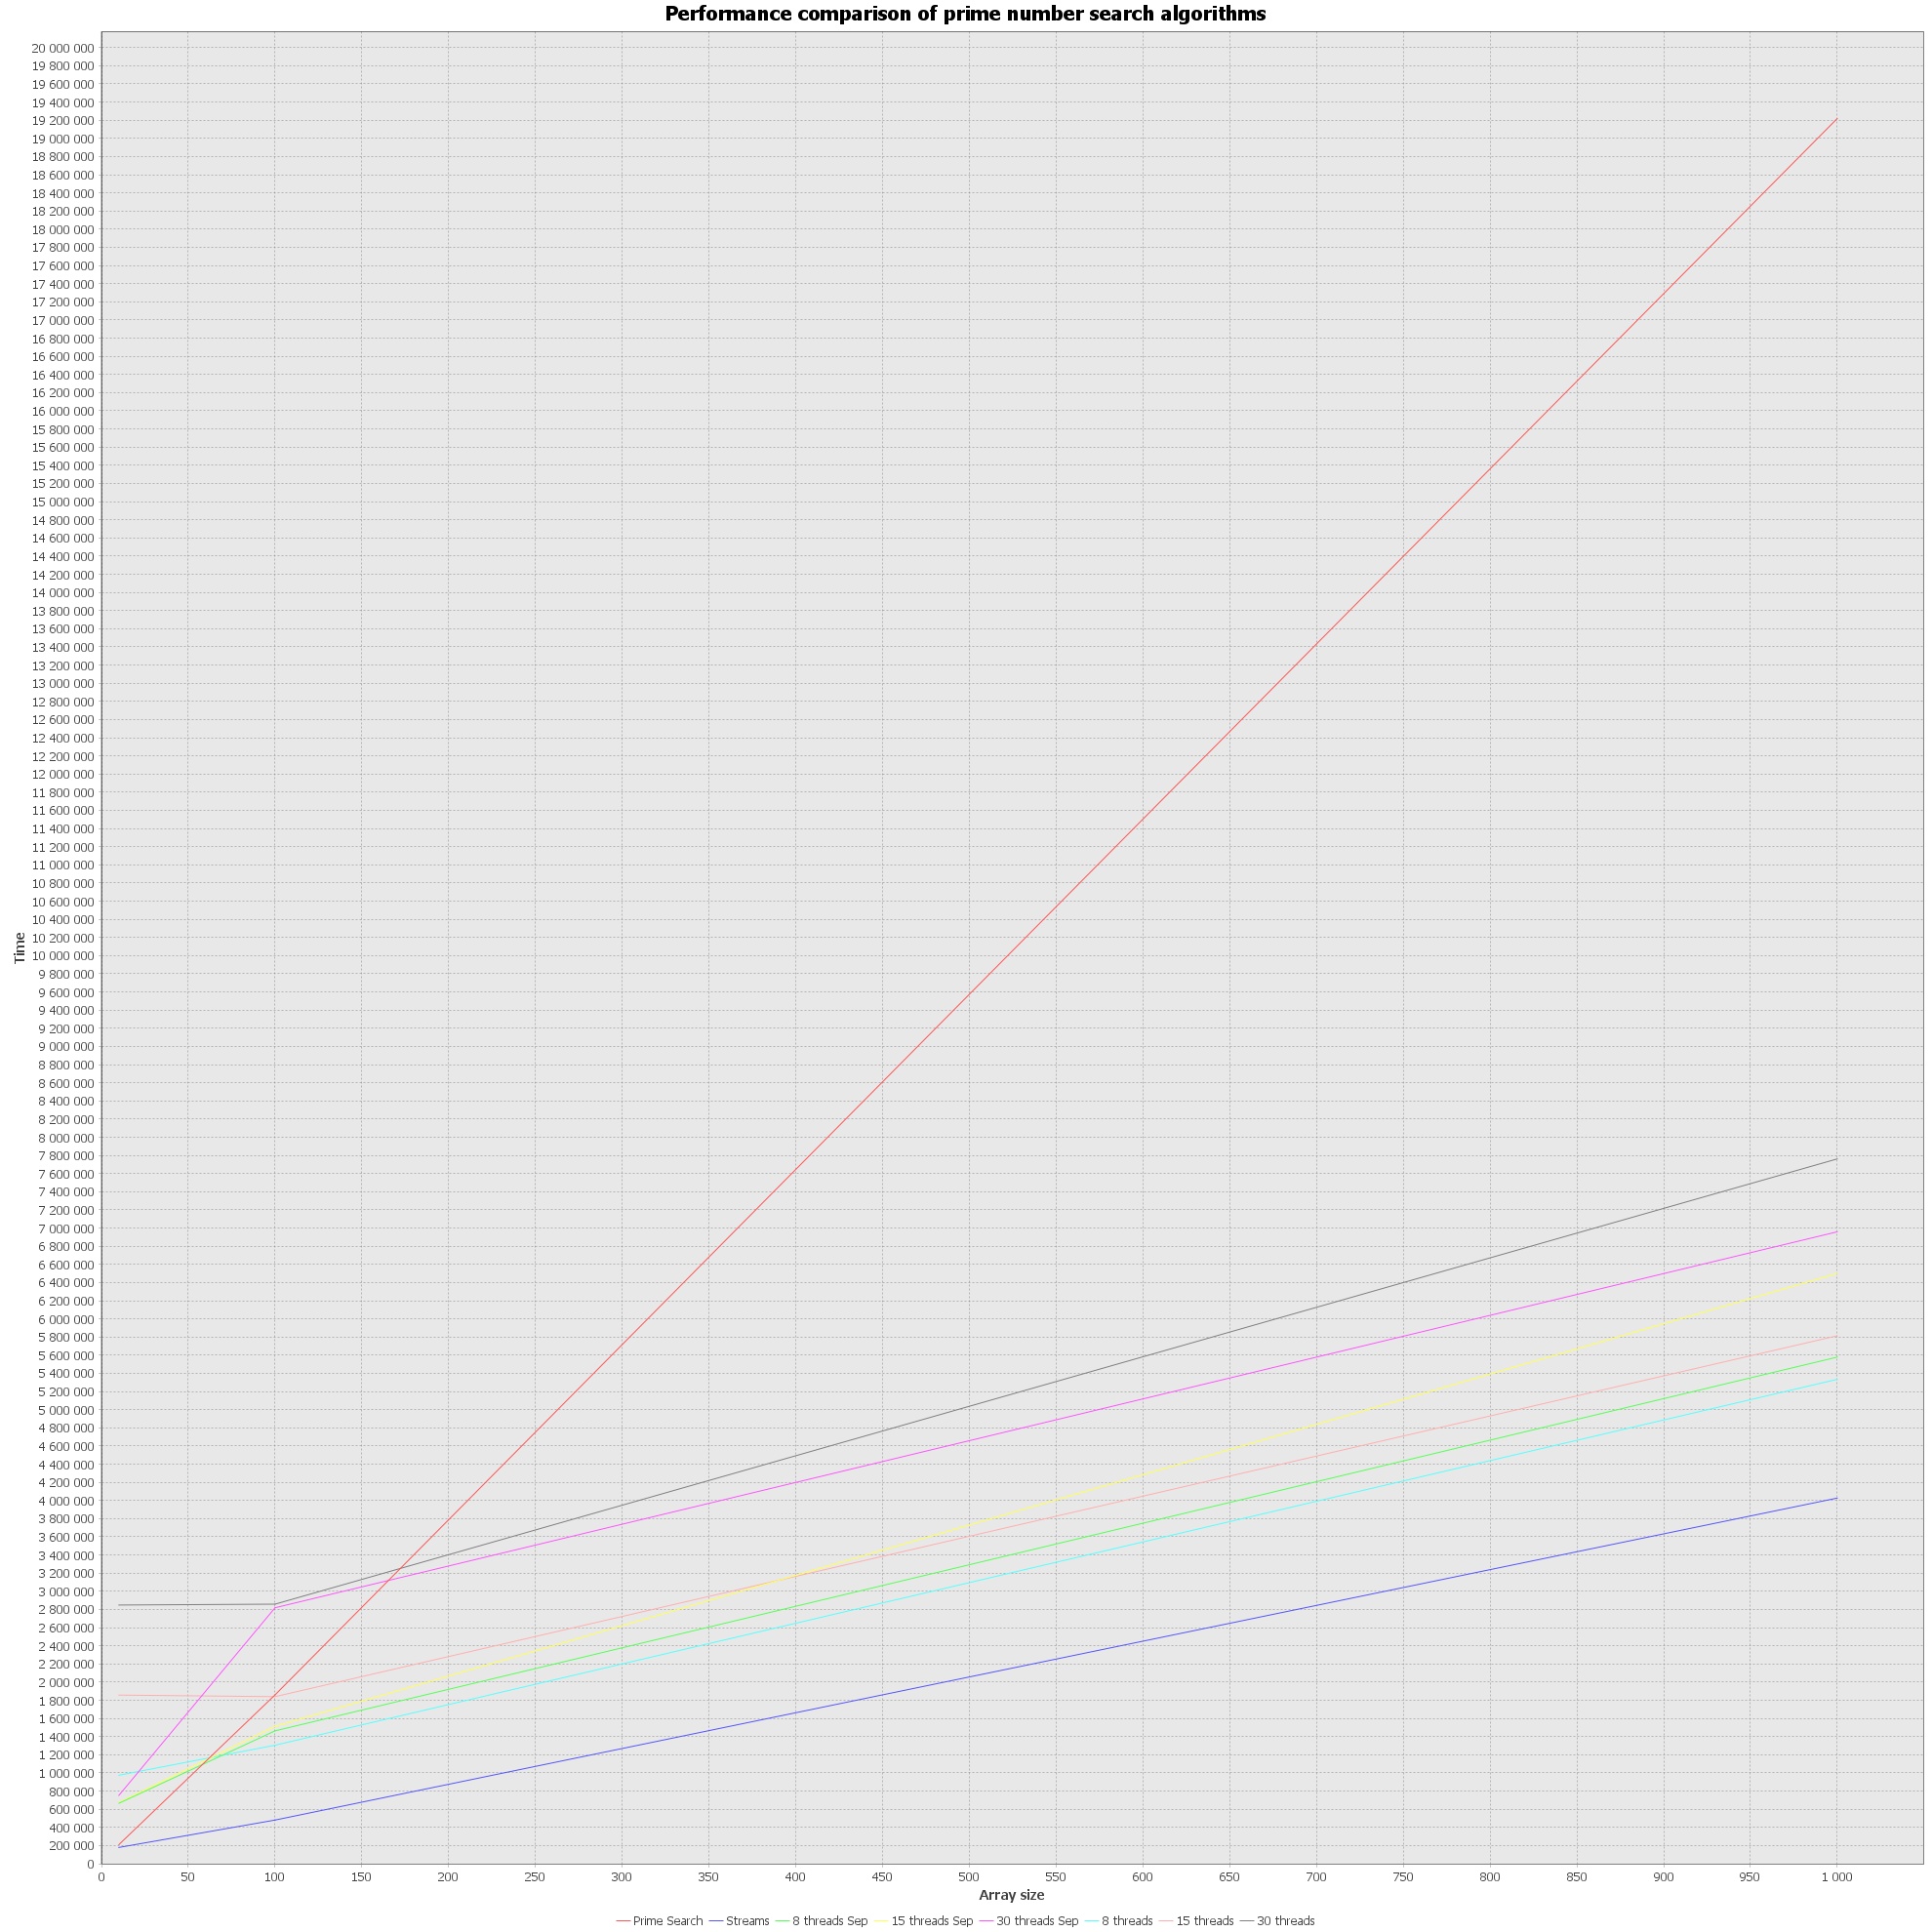 Performance comparison of prime number search algorithms
20 000 000
19 800 000
19 600 000
19 400 000
19 200 000
19 000 000
18 800 000
18 600 000
18 400 000
18 200 000
18 000 000
17 800 000
17 600 000
17 400 000
17 200 000
17 000 000
16 800 000
16 600 000
16 400 000
16 200 000
16 000 000
15 800 000
15 600 000
15 400 000
15 200 000
15 000 000
14 800 000
14 600 000
14 400 000
14 200 000
14 000 000
13 800 000
13 600 000
13 400 000
13 200 000
13 000 000
12 800 000
12 600 000
12 400 000
12 200 000
12 000 000
11 800 000
11 600 000
11 400 000
11 200 000
11 000 000
10 800 000
10 600 000
10 400 000
10 200 000
10 000 000
9 800 000
9 600 000
9 400 000
9 200 000
9 000 000
8 800 000
8 600 000
8 400 000
8 200 000
8 000 000
7 800 000
7 600 000
7 400 000
7 200 000
7 000 000
6 800 000
6 600 000
6 400 000
6 200 000
6 000 000
5 800 000
5 600 000
5 400 000
5 200 000
5 000 000
4 800 000
4 600 000
4 400 000
4 200 000
4 000 000
3 800 000
3 600 000
3 400 000
3 200 000
3 000 000
2 800 000
2 600 000
2 400 000
2 200 000
2 000 000
1 800 000
1 600 000
1 400 000
1 200 000
1 000 000
800 000
600 000
400 000
200 000
0
Time
0 50 100 150 200 250 300 350 400 450 500 550 600 650 700 750 800 850 900 950 1 000
Array size
Prime Search Streams 8 threads Sep 15 threads Sep 30 threads Sep 8 threads 15 threads 30 threads